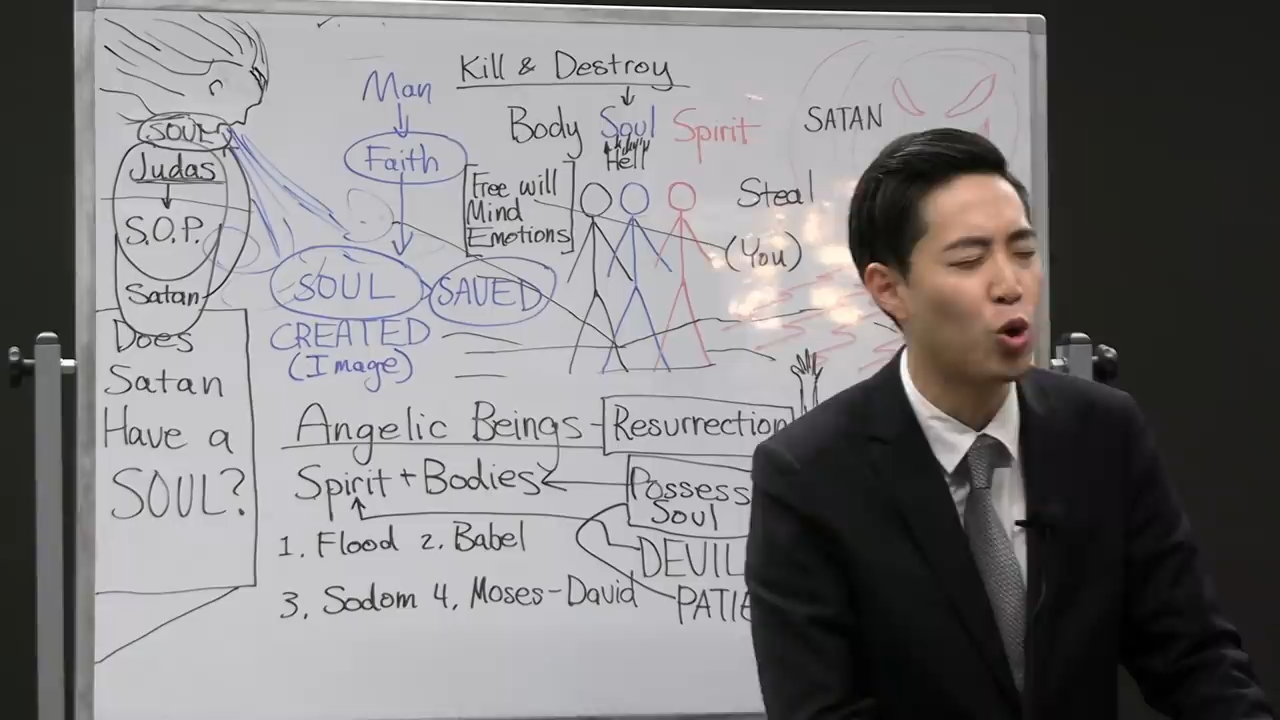 Kill & Destroy
Man
Body Soul Spirit
Hell
SATAN
Faith
Free will
Mind
Emotions
Steal
(You)
SOUL
Judas
S.O.P.
Satan
SOUL SAVED
CREATED
(Image)
Does
Satan
Have a
SOUL?
Angelic Beings - Resurrection
Spirit + Bodies
Possess
Soul
1. Flood 2. Babel
DEVIL
3. Sodom 4. Moses - David